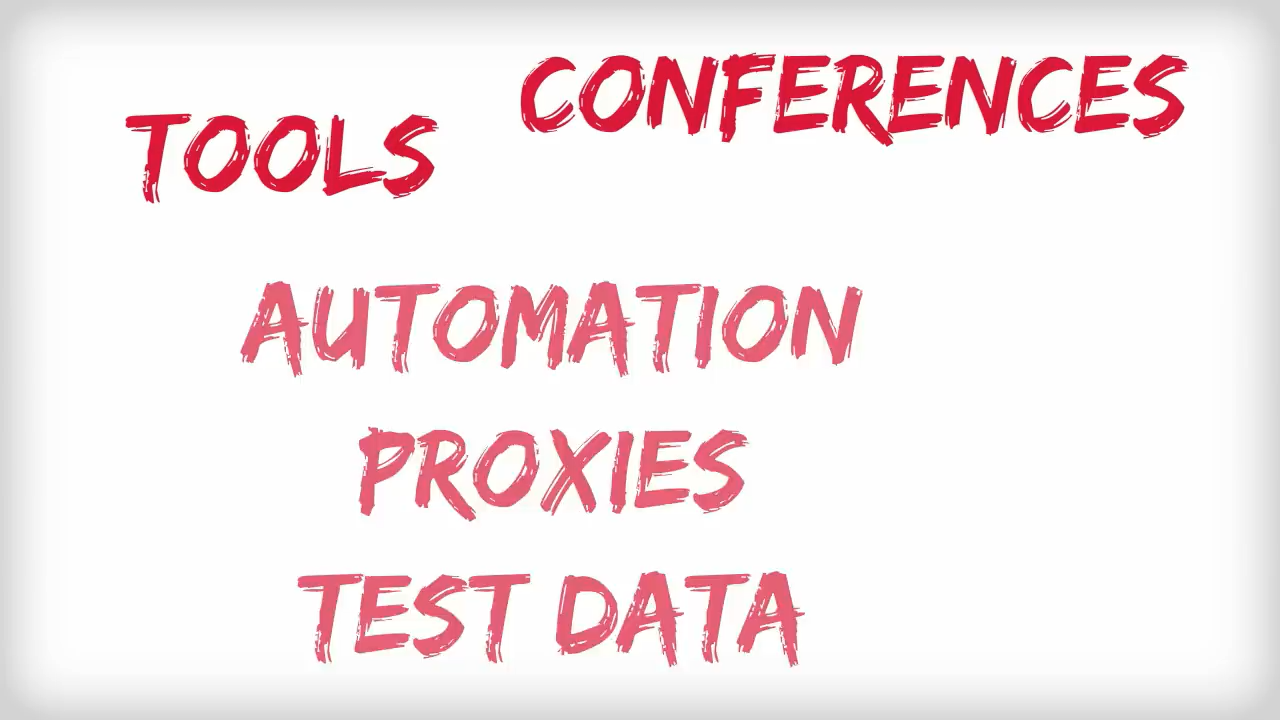 TOOLS
CONFERENCES
AUTOMATION
PROXIES
TEST DATA